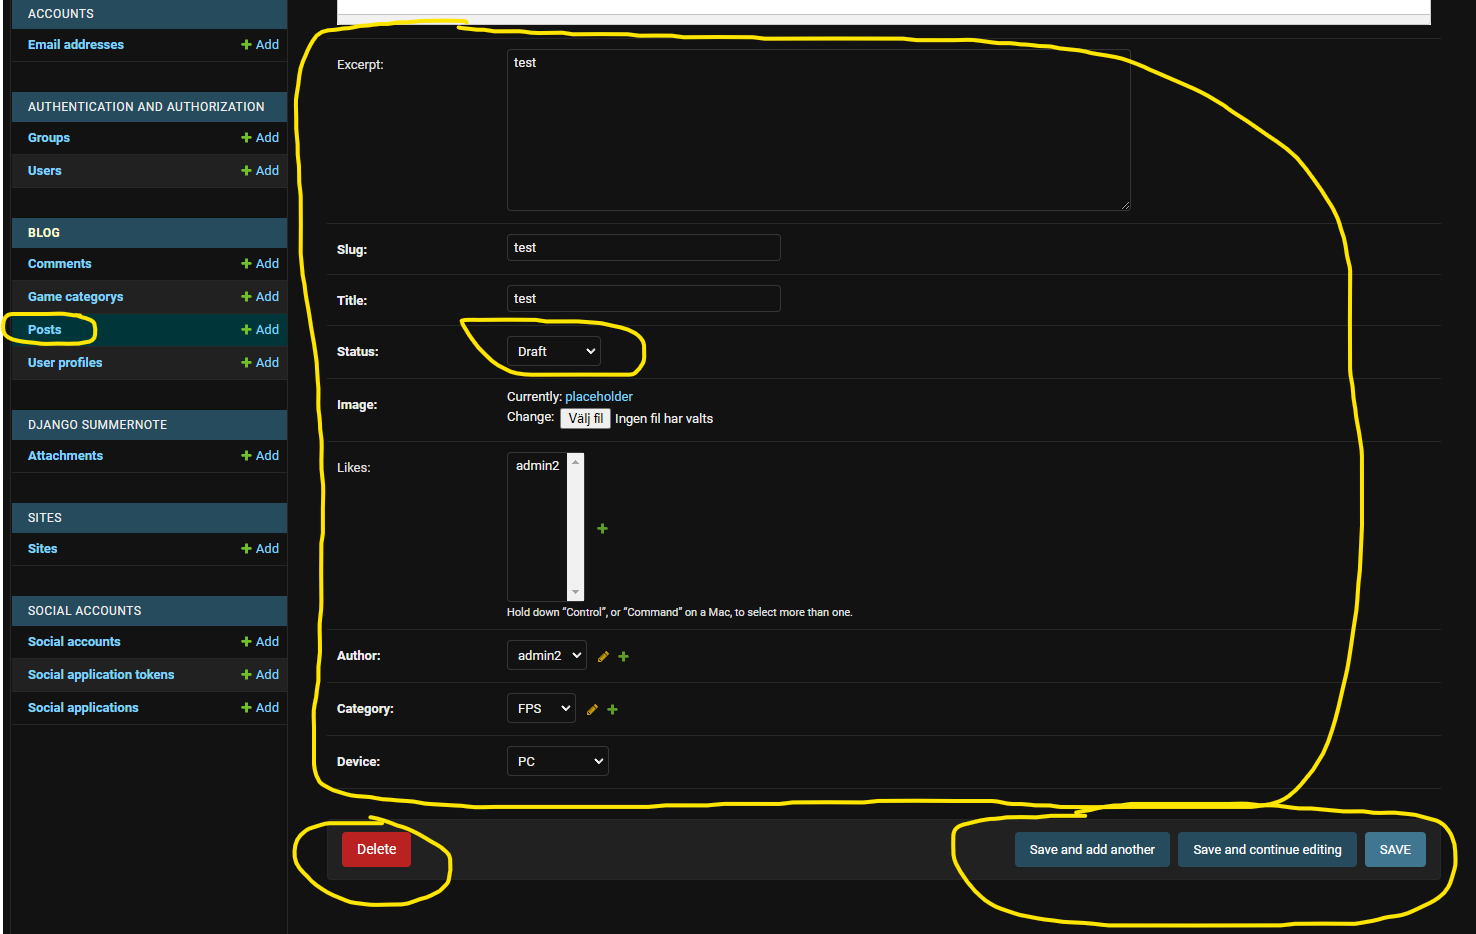 ACCOUNTS
Email addresses + Add
AUTHENTICATION AND AUTHORIZATION
Groups + Add
Users + Add
BLOG
Comments + Add
Game categorys + Add
Posts + Add
User profiles + Add
DJANGO SUMMERNOTE
Attachments + Add
SITES
Sites + Add
SOCIAL ACCOUNTS
Social accounts + Add
Social application tokens + Add
Social applications + Add
Excerpt: test
Slug: test
Title: test
Status: Draft
Image: Currently: placeholder
Change: Välj fil Ingen fil har valts
Likes: admin2
Hold down “Control”, or “Command” on a Mac, to select more than one.
Author: admin2
Category: FPS
Device: PC
Delete Save and add another Save and continue editing SAVE